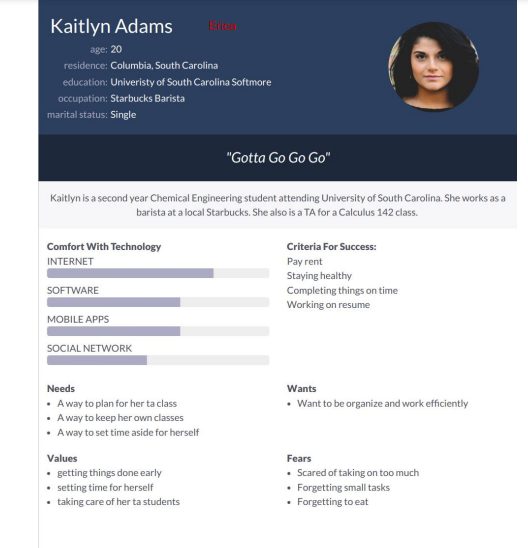 Kaitlyn Adams Erica
age: 20
residence: Columbia, South Carolina
education: Univeristy of South Carolina Softmore
occupation: Starbucks Barista
marital status: Single
"Gotta Go Go Go"
Kaitlyn is a second year Chemical Engineering student attending University of South Carolina. She works as a
barista at a local Starbucks. She also is a TA for a Calculus 142 class.
Comfort With Technology
INTERNET
SOFTWARE
MOBILE APPS
SOCIAL NETWORK
Criteria For Success:
Pay rent
Staying healthy
Completing things on time
Working on resume
Needs
• A way to plan for her ta class
• A way to keep her own classes
• A way to set time aside for herself
Wants
• Want to be organize and work efficiently
Values
• getting things done early
• setting time for herself
• taking care of her ta students
Fears
• Scared of taking on too much
• Forgetting small tasks
• Forgetting to eat